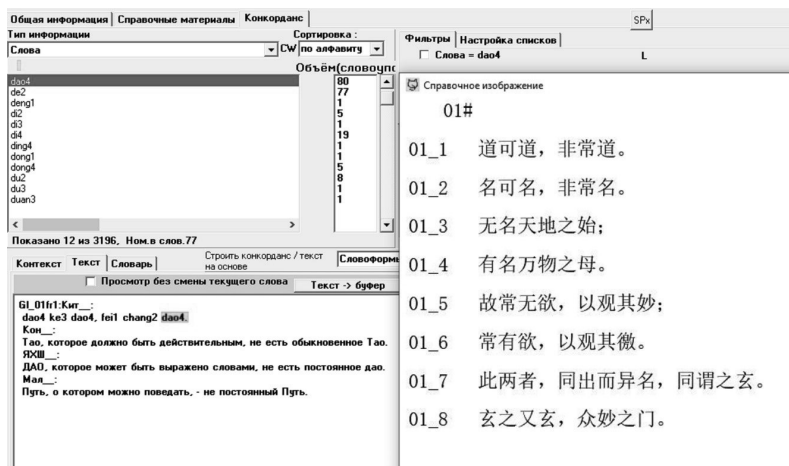 Общая информация Справочные материалы Конкорданс
SPx
Тип информации Сортировка :
Слова CW по алфавиту
Объём(словоупо
dao4 80
de2 77
deng1 1
di2 5
di3 1
di4 19
ding4 1
dong1 1
dong4 5
du2 8
du3 1
duan3 1
Показано 12 из 3196, Ном.в слов.77
Фильтры Настройка списков
Слова = dao4 L
Справочное изображение
01#
01_1 道可道，非常道。
01_2 名可名，非常名。
01_3 无名天地之始；
01_4 有名万物之母。
01_5 故常无欲，以观其妙；
01_6 常有欲，以观其徼。
01_7 此两者，同出而异名，同谓之玄。
01_8 玄之又玄，众妙之门。
Контекст Текст Словарь
Строить конкорданс / текст
на основе
Словоформы
Просмотр без смены текущего слова Текст -> буфер
Gl_01fr1:Кит__:
dao4 ke3 dao4, fei1 chang2 dao4.
Кон__:
Тао, которое должно быть действительным, не есть обыкновенное Тао.
ЯХШ__:
ДАО, которое может быть выражено словами, не есть постоянное дао.
Мал__:
Путь, о котором можно поведать, - не постоянный Путь.